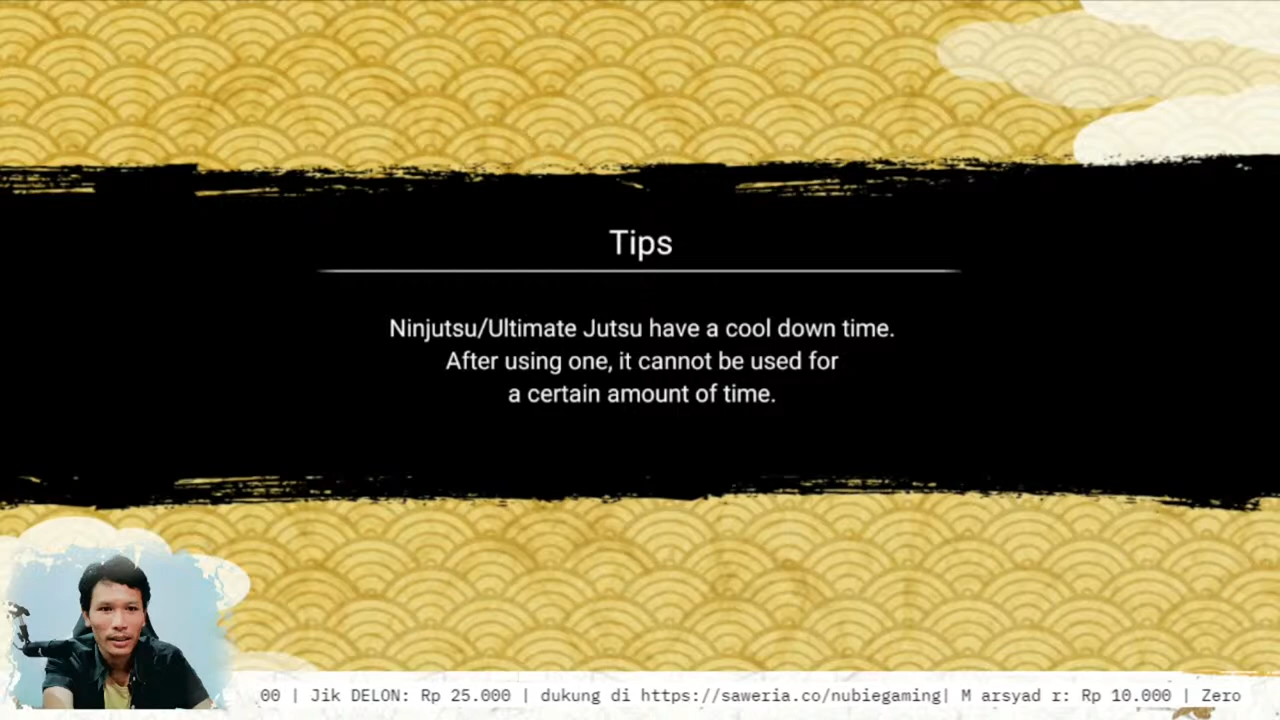 Tips
Ninjutsu/Ultimate Jutsu have a cool down time.
After using one, it cannot be used for
a certain amount of time.
00 | Jik DELON: Rp 25.000 | dukung di https://saweria.co/nubiegaming| M arsyad r: Rp 10.000 | Zero